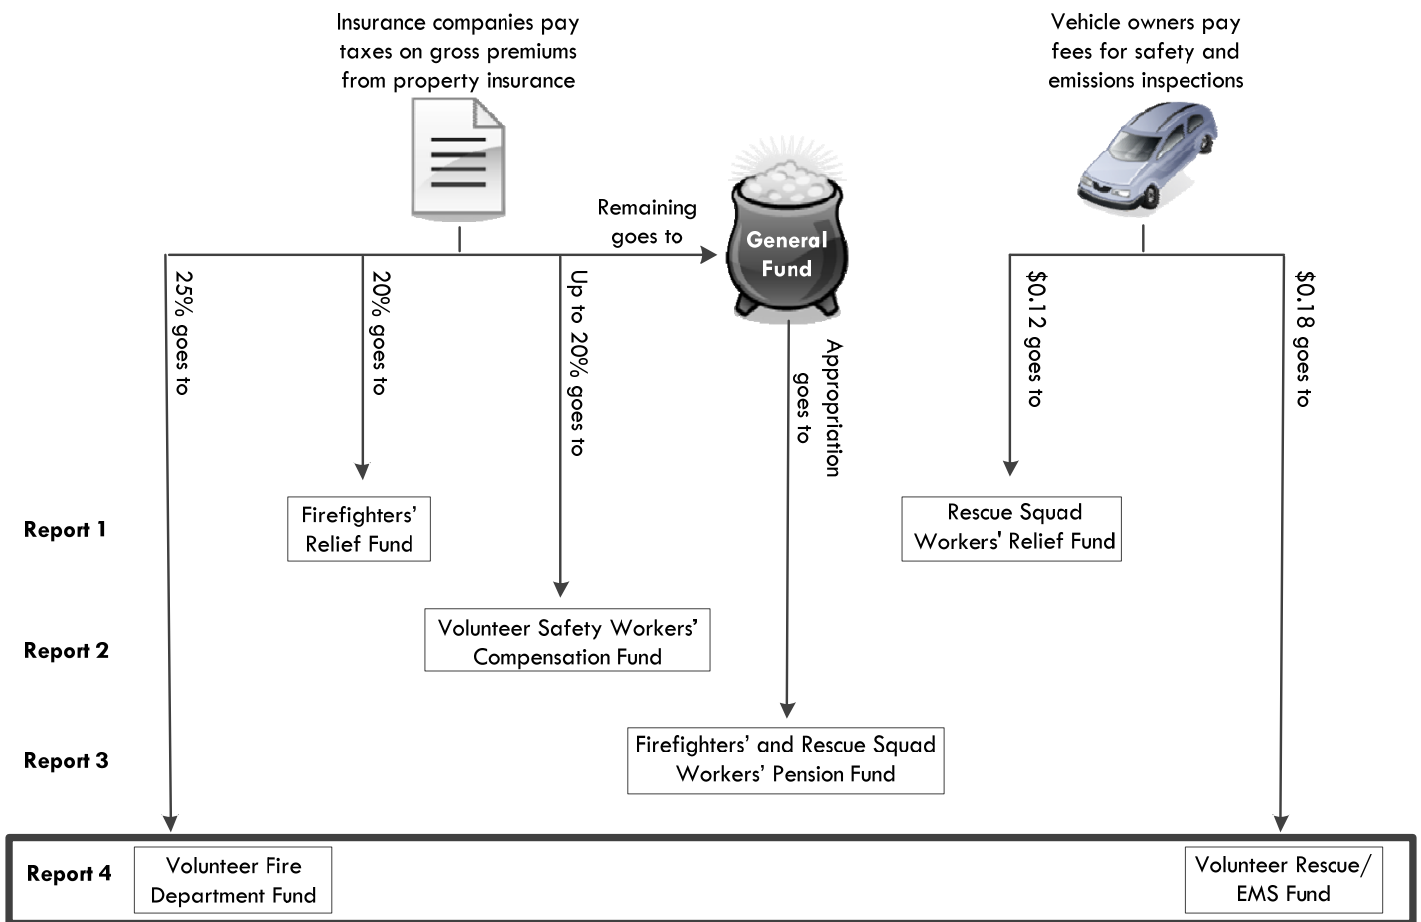 Insurance companies pay
taxes on gross premiums
from property insurance
Vehicle owners pay
fees for safety and
emissions inspections
Remaining
goes to
General
Fund
25% goes to
20% goes to
Up to 20% goes to
Appropriation
goes to
$0.12 goes to
$0.18 goes to
Report 1
Firefighters’
Relief Fund
Rescue Squad
Workers' Relief Fund
Report 2
Volunteer Safety Workers’
Compensation Fund
Report 3
Firefighters’ and Rescue Squad
Workers’ Pension Fund
Report 4
Volunteer Fire
Department Fund
Volunteer Rescue/
EMS Fund